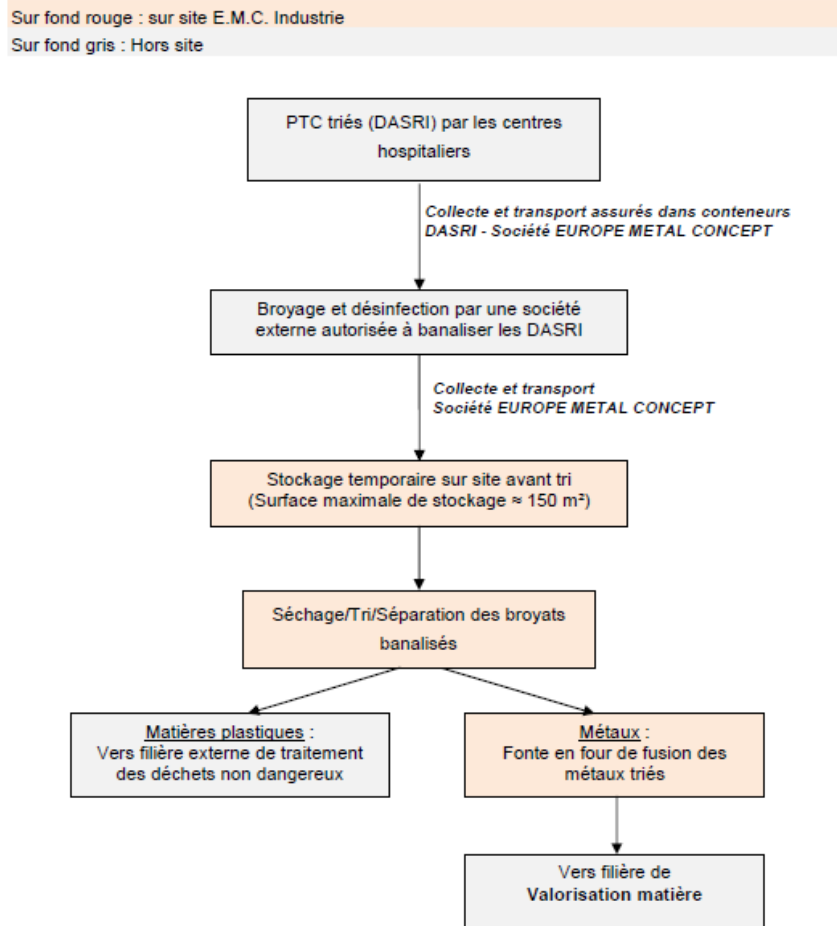 Sur fond rouge : sur site E.M.C. Industrie
Sur fond gris : Hors site
PTC triés (DASRI) par les centres
hospitaliers
Collecte et transport assurés dans conteneurs
DASRI - Société EUROPE METAL CONCEPT
Broyage et désinfection par une société
externe autorisée à banaliser les DASRI
Collecte et transport
Société EUROPE METAL CONCEPT
Stockage temporaire sur site avant tri
(Surface maximale de stockage ≈ 150 m²)
Séchage/Tri/Séparation des broyats
banalisés
Matières plastiques :
Vers filière externe de traitement
des déchets non dangereux
Métaux :
Fonte en four de fusion des
métaux triés
Vers filière de
Valorisation matière